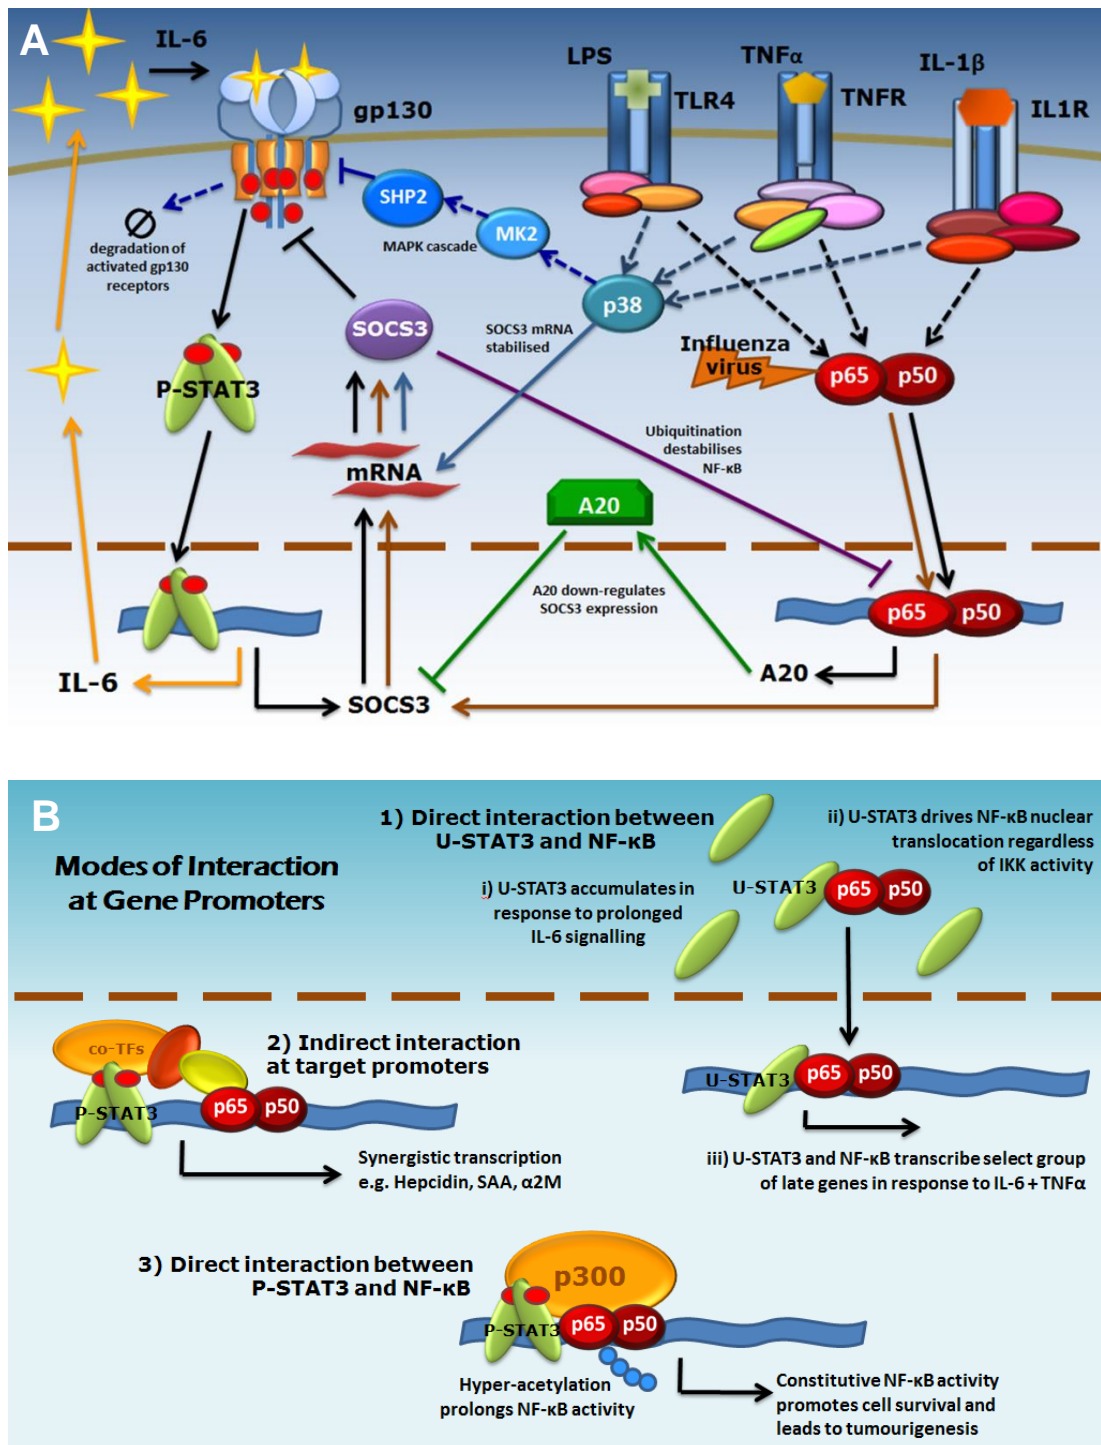 A
IL-6
gp130
LPS
TLR4
TNFα
TNFR
IL-1β
IL1R
SHP2
MK2
MAPK cascade
degradation of
activated gp130
receptors
p38
SOCS3
SOCS3 mRNA
stabilised
Influenza
virus
p65 p50
P-STAT3
Ubiquitination
destabilises
NF-κB
mRNA
A20
A20 down-regulates
SOCS3 expression
p65 p50
IL-6
SOCS3
A20
B
Modes of Interaction
at Gene Promoters
1) Direct interaction between
U-STAT3 and NF-κB
i) U-STAT3 accumulates in
response to prolonged
IL-6 signalling
ii) U-STAT3 drives NF-κB nuclear
translocation regardless
of IKK activity
U-STAT3 p65 p50
co-TFs
2) Indirect interaction
at target promoters
P-STAT3 p65 p50
Synergistic transcription
e.g. Hepcidin, SAA, α2M
U-STAT3 p65 p50
iii) U-STAT3 and NF-κB transcribe select group
of late genes in response to IL-6 + TNFα
3) Direct interaction between
P-STAT3 and NF-κB
p300
P-STAT3 p65 p50
Hyper-acetylation
prolongs NF-κB activity
Constitutive NF-κB activity
promotes cell survival and
leads to tumourigenesis